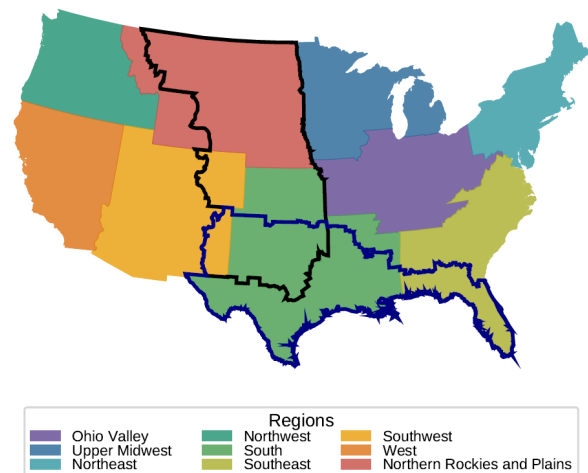 Regions
Ohio Valley Northwest Southwest
Upper Midwest South West
Northeast Southeast Northern Rockies and Plains